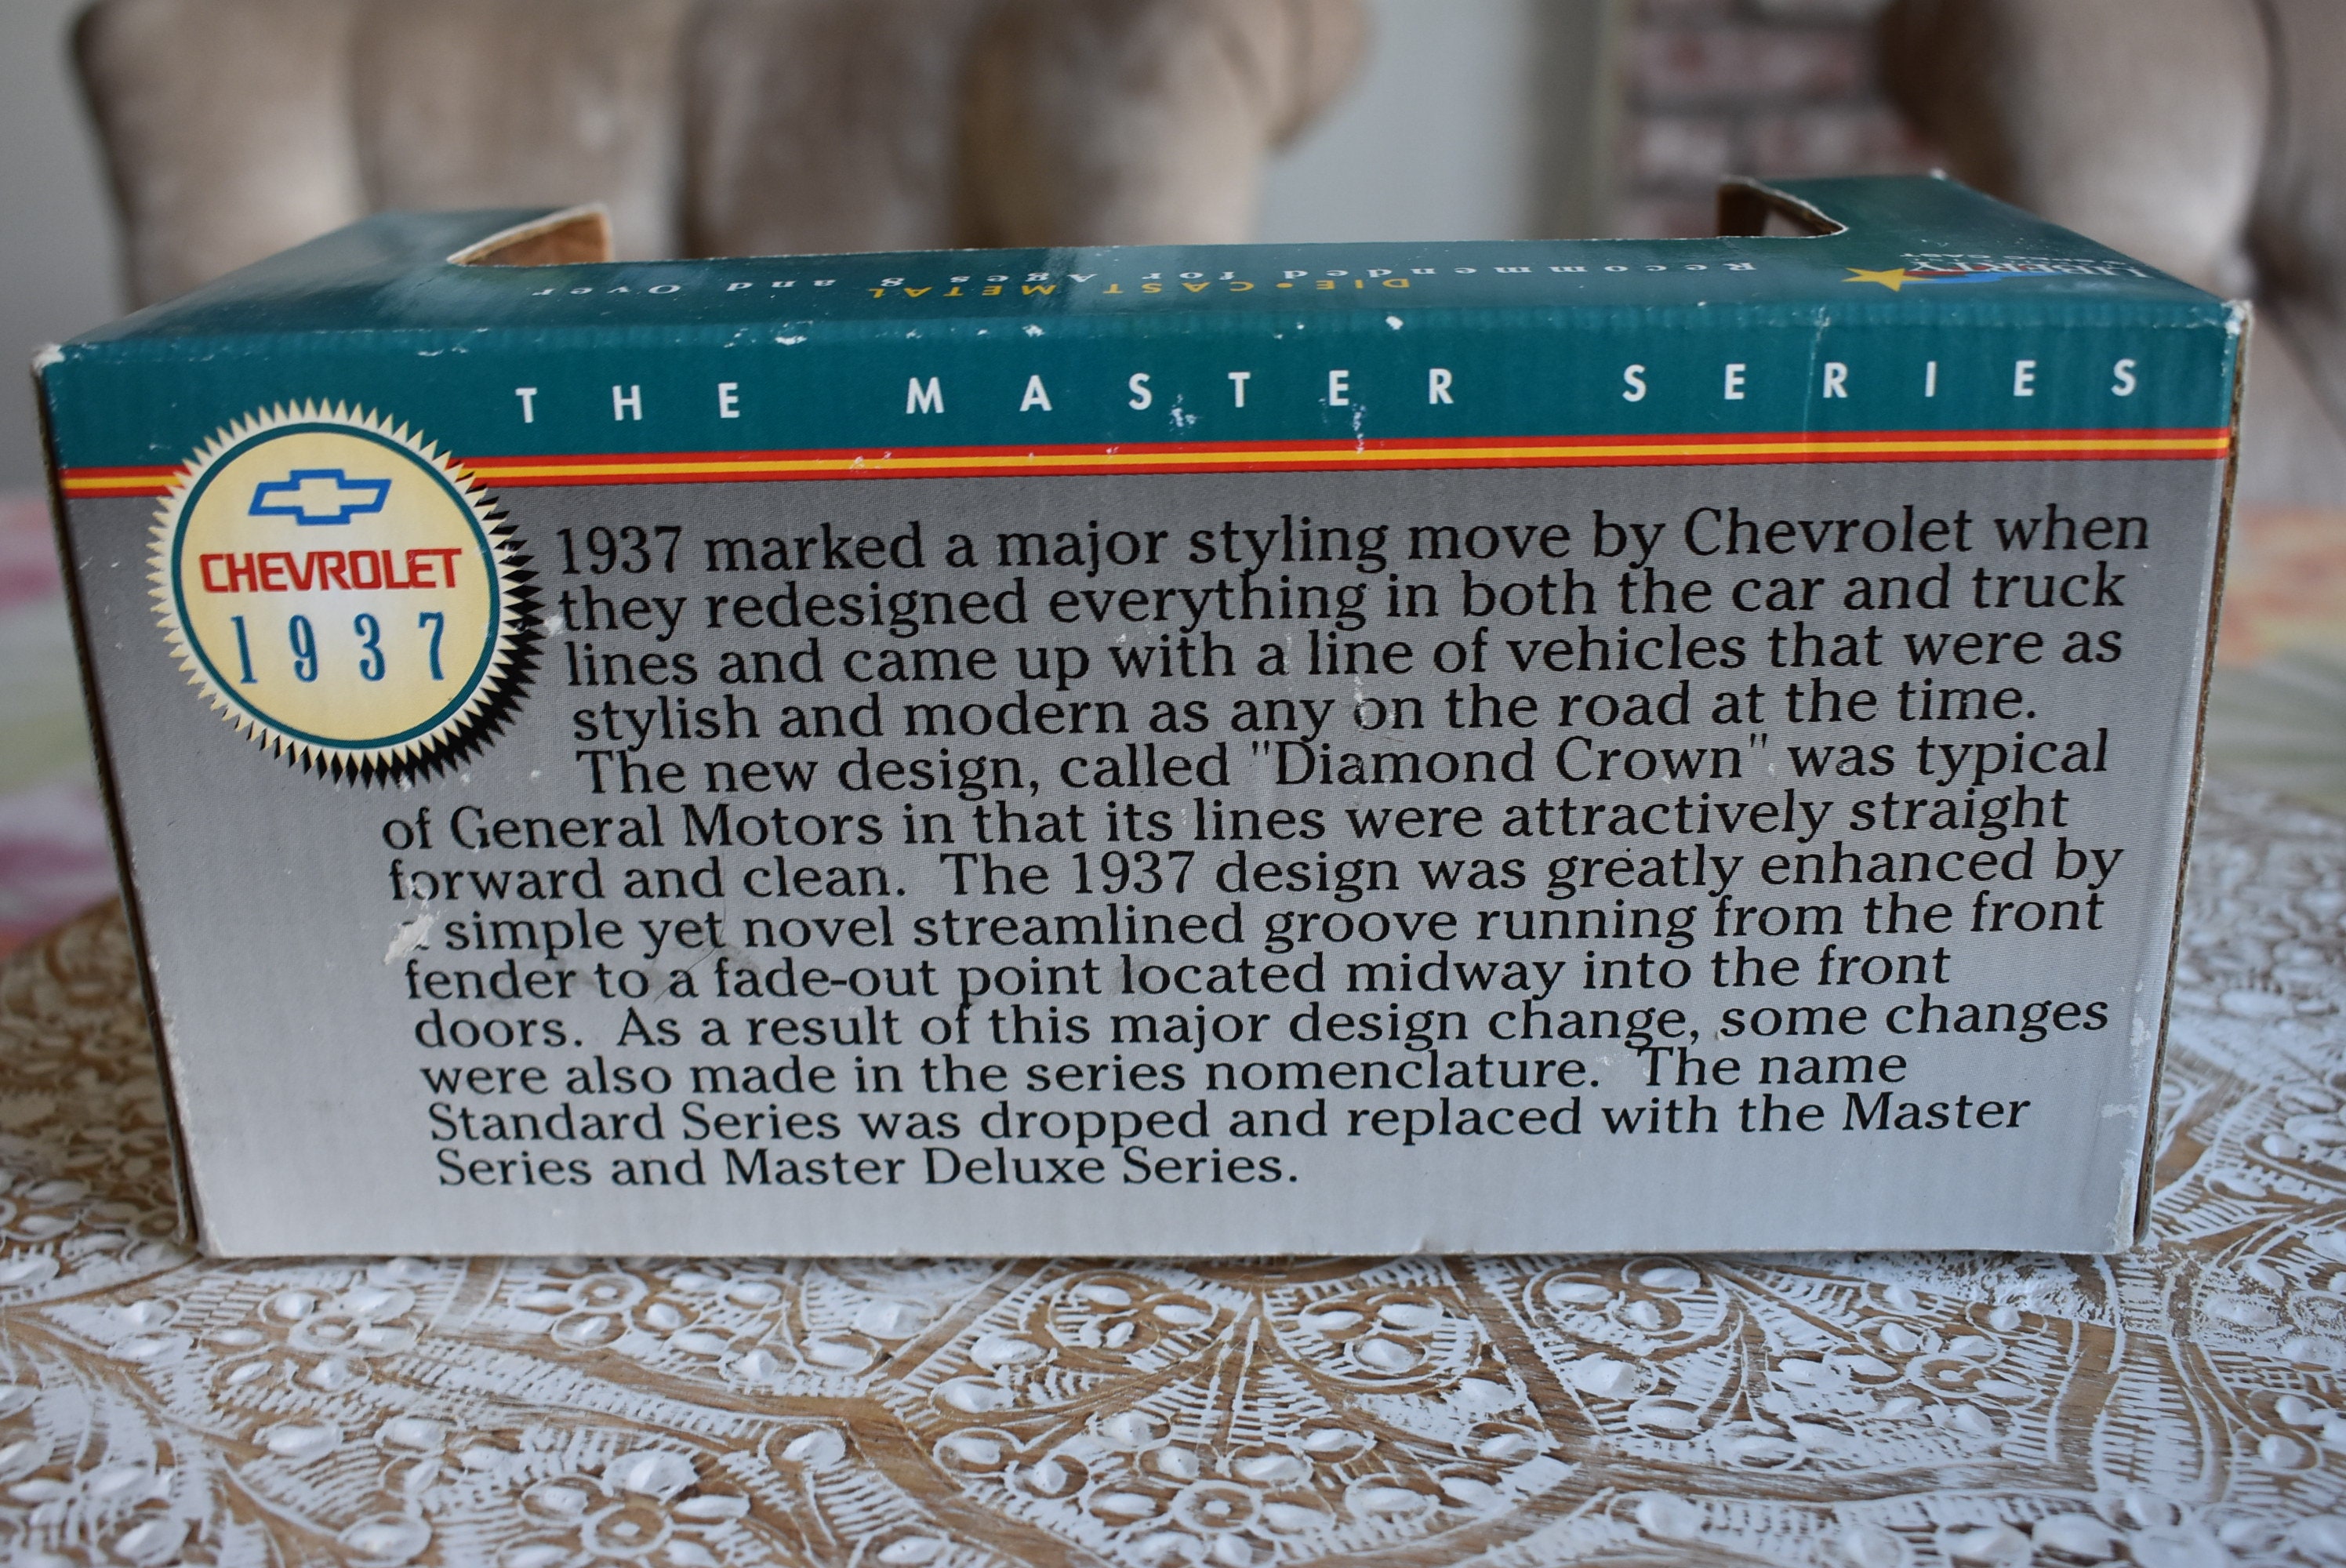 Recommended for Ages 8 and Over
DIE•CAST METAL
LIBERTY
THE MASTER SERIES
CHEVROLET
1937
1937 marked a major styling move by Chevrolet when
they redesigned everything in both the car and truck
lines and came up with a line of vehicles that were as
stylish and modern as any on the road at the time.
The new design, called "Diamond Crown" was typical
of General Motors in that its lines were attractively straight
forward and clean. The 1937 design was greatly enhanced by
a simple yet novel streamlined groove running from the front
fender to a fade-out point located midway into the front
doors. As a result of this major design change, some changes
were also made in the series nomenclature. The name
Standard Series was dropped and replaced with the Master
Series and Master Deluxe Series.